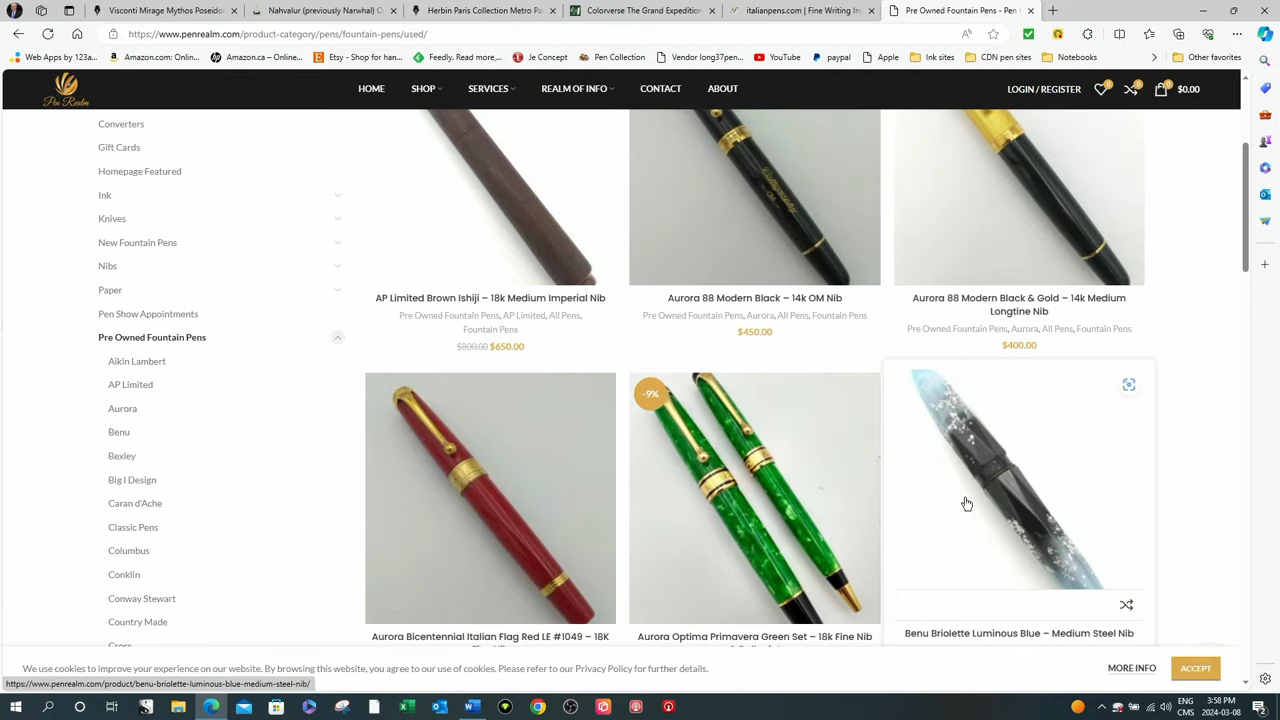 Visconti Mirage Mythos Poseido
Nahvalur (previously Narwhal) O
Herbin Paris Collection Metro Pa
Colorverse The Grand Expedition
italianpens.com | Fine Writing In
Pre Owned Fountain Pens - Pen
https://www.penrealm.com/product-category/pens/fountain-pens/used/
Web Apps by 123a... Amazon.com: Onlin... Amazon.ca – Online... Etsy - Shop for han... Feedly. Read more,... Je Concept Pen Collection Vendor long37pen... YouTube paypal Apple Ink sites CDN pen sites Notebooks Other favorites
Pen Realm
HOME SHOP SERVICES REALM OF INFO CONTACT ABOUT
LOGIN / REGISTER 0 0 0 $0.00
Converters
Gift Cards
Homepage Featured
Ink
Knives
New Fountain Pens
Nibs
Paper
Pen Show Appointments
Pre Owned Fountain Pens
Aikin Lambert
AP Limited
Aurora
Benu
Bexley
Big I Design
Caran d'Ache
Classic Pens
Columbus
Conklin
Conway Stewart
Country Made
Cross
AP Limited Brown Ishiji – 18k Medium Imperial Nib
Pre Owned Fountain Pens, AP Limited, All Pens,
Fountain Pens
$800.00 $650.00
Aurora 88 Modern Black – 14k OM Nib
Pre Owned Fountain Pens, Aurora, All Pens, Fountain Pens
$450.00
Aurora 88 Modern Black & Gold – 14k Medium
Longtine Nib
Pre Owned Fountain Pens, Aurora, All Pens, Fountain Pens
$400.00
-9%
Aurora Bicentennial Italian Flag Red LE #1049 – 18K
Aurora Optima Primavera Green Set – 18k Fine Nib
Benu Briolette Luminous Blue – Medium Steel Nib
We use cookies to improve your experience on our website. By browsing this website, you agree to our use of cookies. Please refer to our Privacy Policy for further details.
MORE INFO ACCEPT
https://www.penrealm.com/product/benu-briolette-luminous-blue-medium-steel-nib/
ENG
CMS
3:58 PM
2024-03-08
2